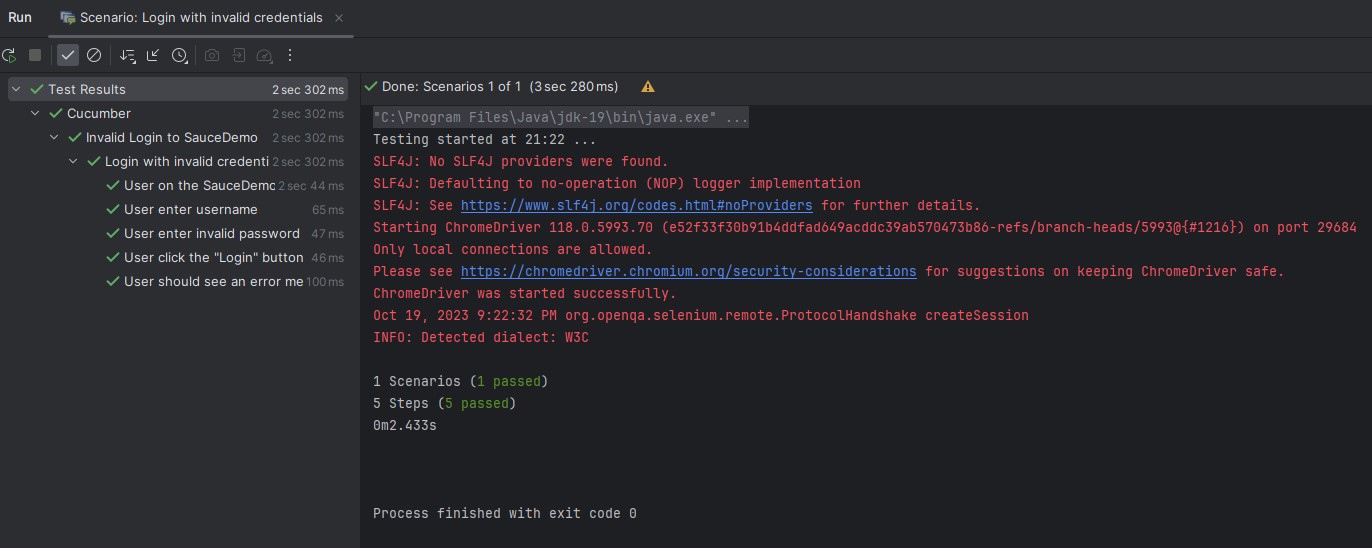 Run
Scenario: Login with invalid credentials
Test Results 2 sec 302 ms
Cucumber 2 sec 302 ms
Invalid Login to SauceDemo 2 sec 302 ms
Login with invalid credenti 2 sec 302 ms
User on the SauceDemo 2 sec 44 ms
User enter username 65 ms
User enter invalid password 47 ms
User click the "Login" button 46 ms
User should see an error me 100 ms
Done: Scenarios 1 of 1 (3 sec 280 ms)
"C:\Program Files\Java\jdk-19\bin\java.exe" ...
Testing started at 21:22 ...
SLF4J: No SLF4J providers were found.
SLF4J: Defaulting to no-operation (NOP) logger implementation
SLF4J: See https://www.slf4j.org/codes.html#noProviders for further details.
Starting ChromeDriver 118.0.5993.70 (e52f33f30b91b4ddfad649acddc39ab570473b86-refs/branch-heads/5993@{#1216}) on port 29684
Only local connections are allowed.
Please see https://chromedriver.chromium.org/security-considerations for suggestions on keeping ChromeDriver safe.
ChromeDriver was started successfully.
Oct 19, 2023 9:22:32 PM org.openqa.selenium.remote.ProtocolHandshake createSession
INFO: Detected dialect: W3C
1 Scenarios (1 passed)
5 Steps (5 passed)
0m2.433s
Process finished with exit code 0